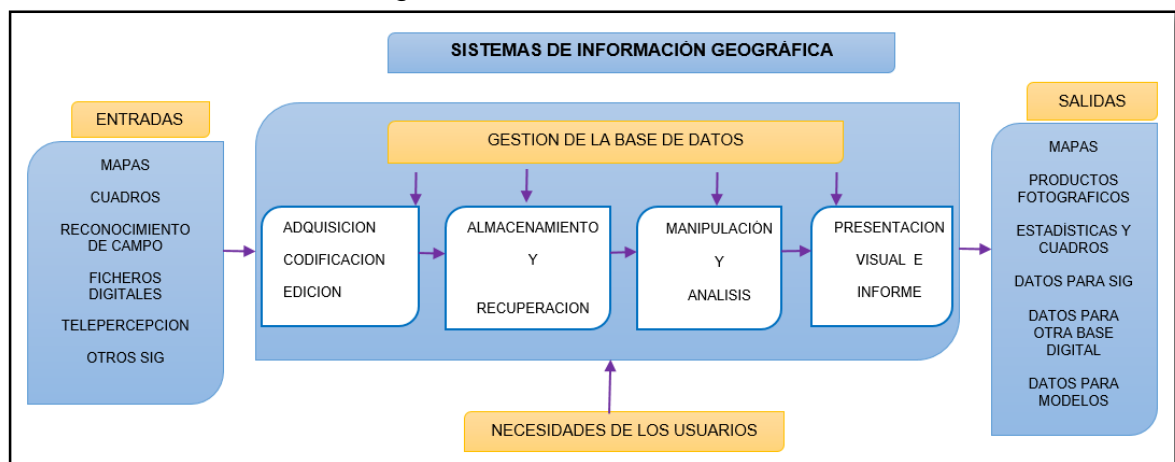 SISTEMAS DE INFORMACIÓN GEOGRÁFICA
ENTRADAS
MAPAS
CUADROS
RECONOCIMIENTO
DE CAMPO
FICHEROS
DIGITALES
TELEPERCEPCION
OTROS SIG
GESTION DE LA BASE DE DATOS
ADQUISICION
CODIFICACION
EDICION
ALMACENAMIENTO
Y
RECUPERACION
MANIPULACIÓN
Y
ANALISIS
PRESENTACION
VISUAL E
INFORME
NECESIDADES DE LOS USUARIOS
SALIDAS
MAPAS
PRODUCTOS
FOTOGRAFICOS
ESTADÍSTICAS Y
CUADROS
DATOS PARA SIG
DATOS PARA
OTRA BASE
DIGITAL
DATOS PARA
MODELOS